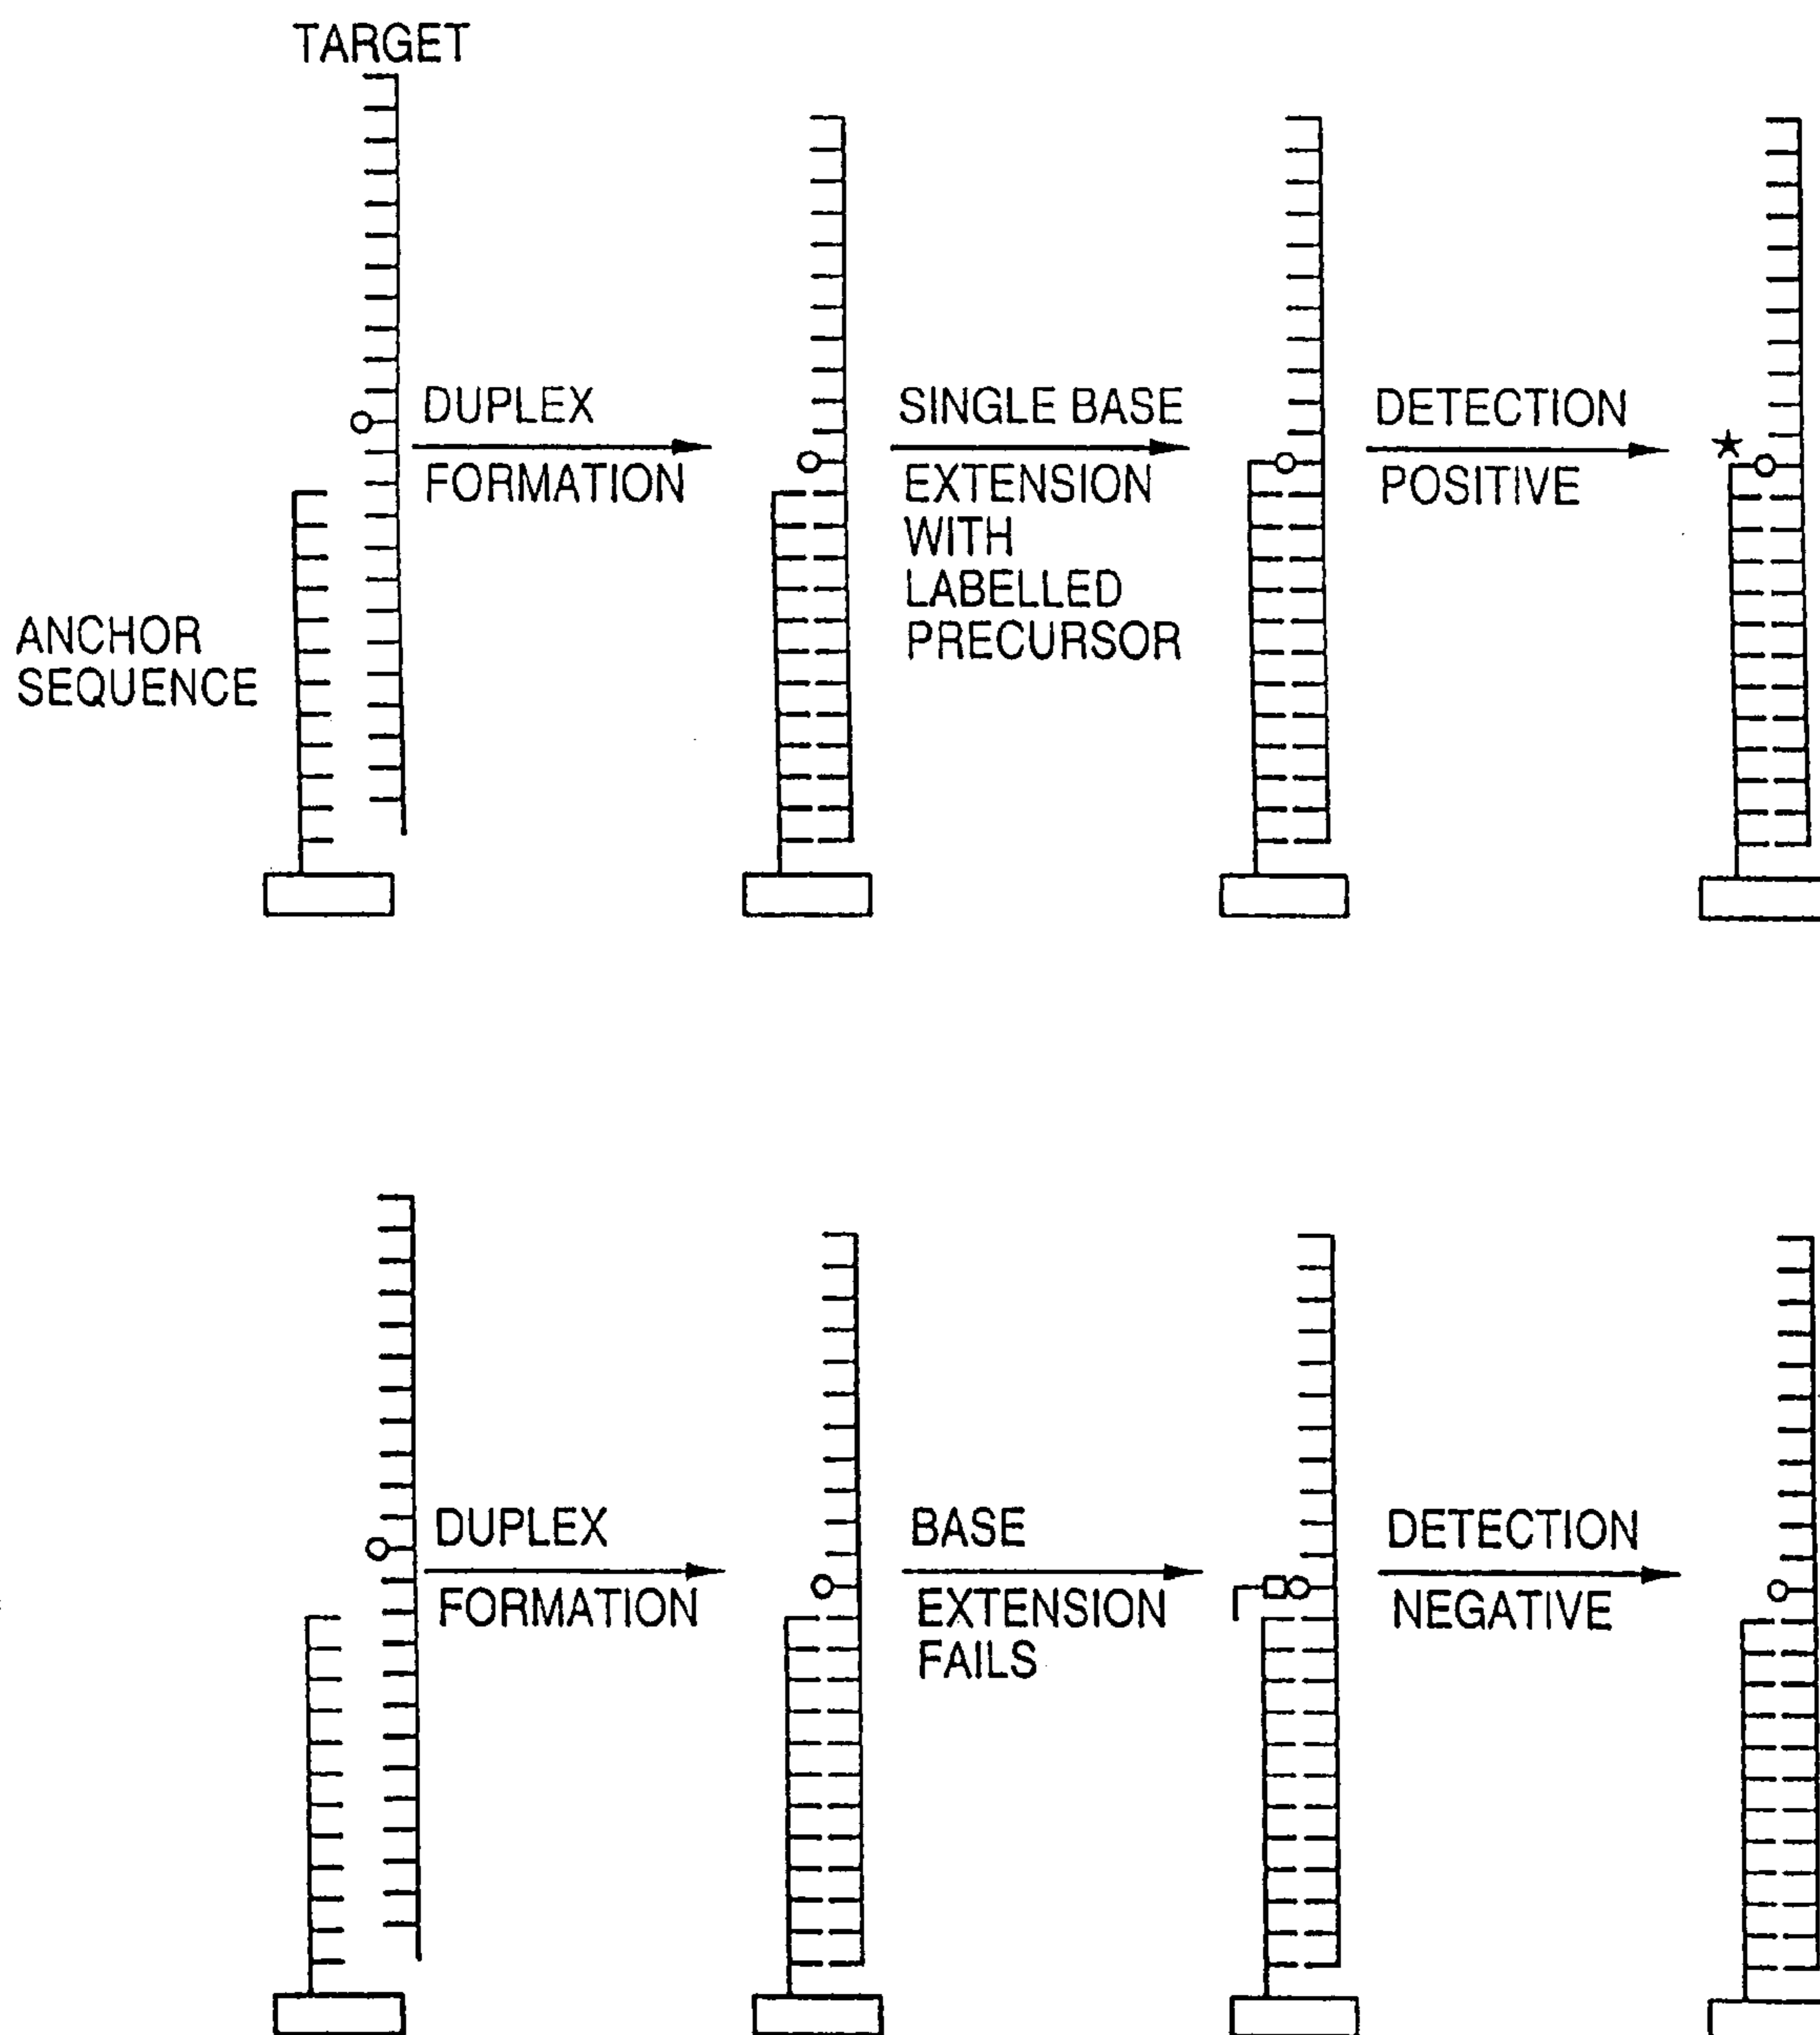 TARGET
DUPLEX
FORMATION
SINGLE BASE
EXTENSION
WITH
LABELLED
PRECURSOR
DETECTION
POSITIVE
ANCHOR
SEQUENCE
DUPLEX
FORMATION
BASE
EXTENSION
FAILS
DETECTION
NEGATIVE